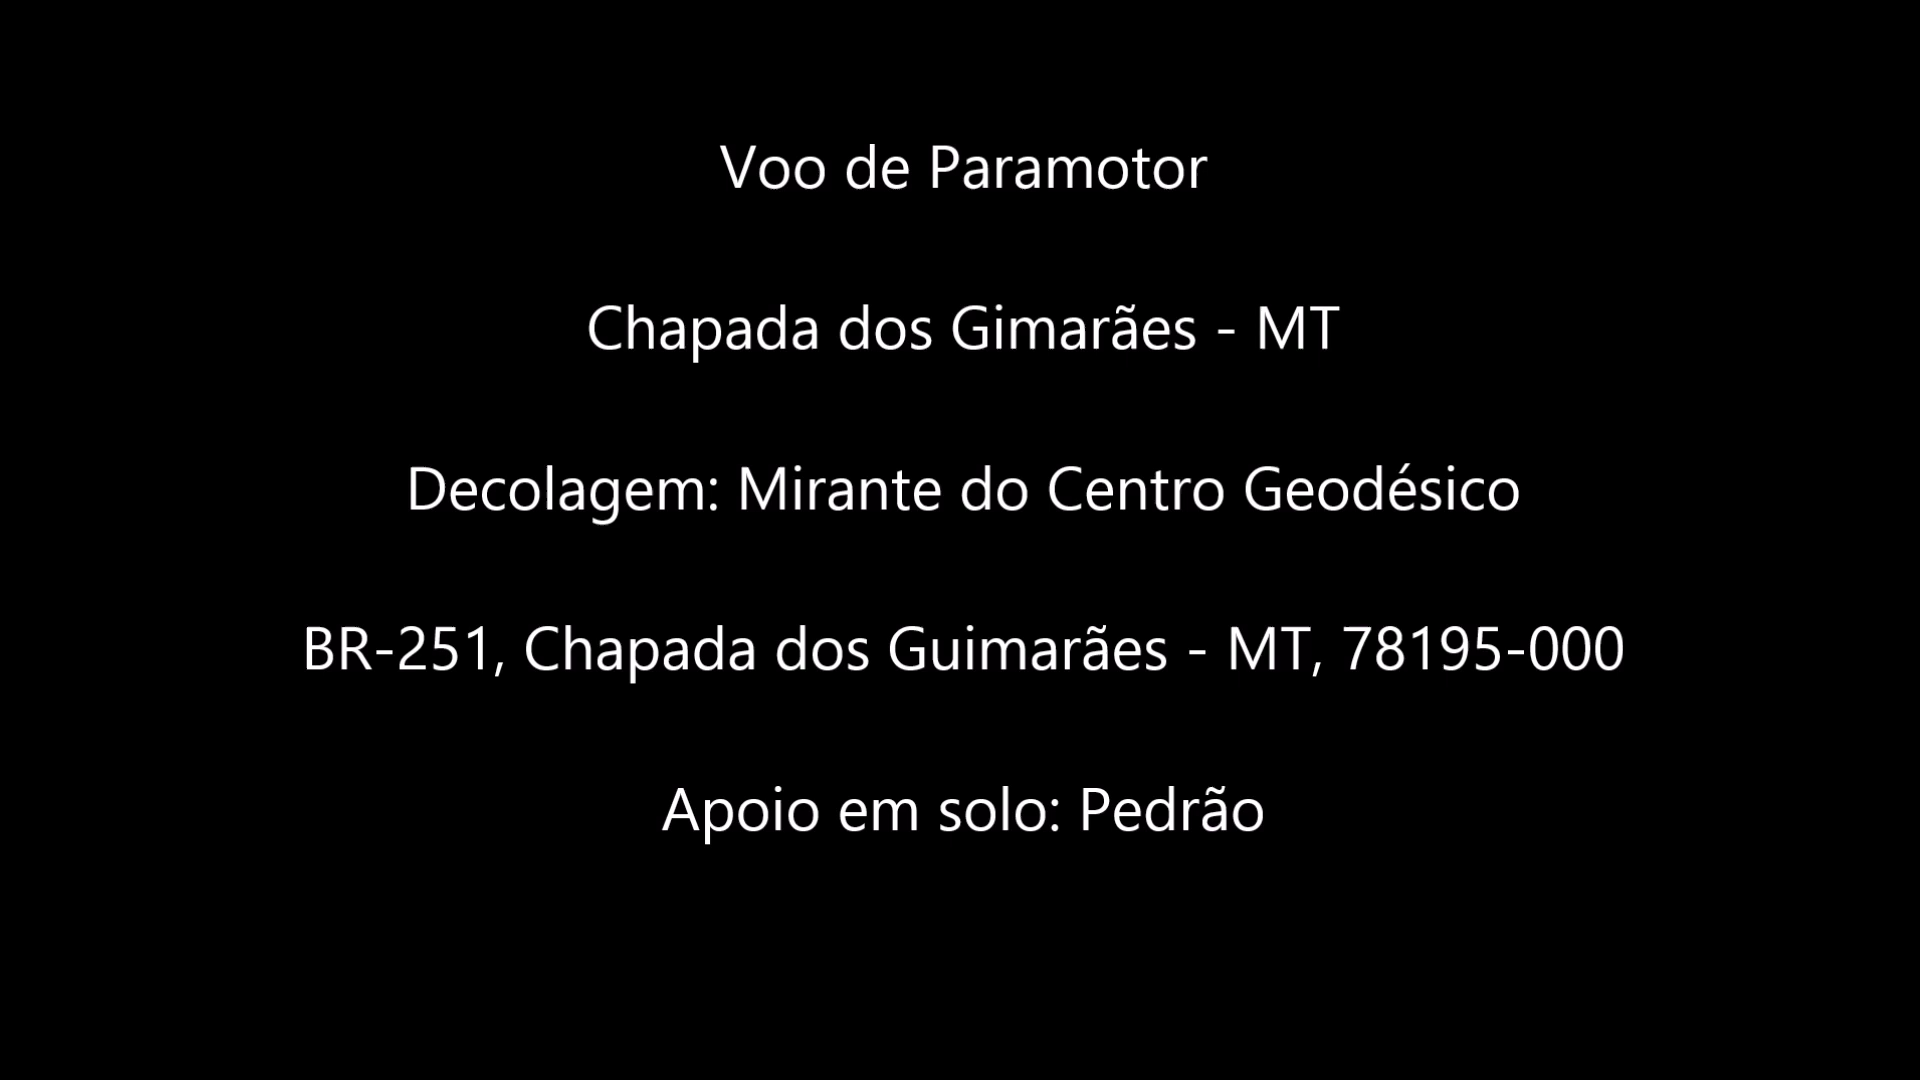 Voo de Paramotor
Chapada dos Gimarães - MT
Decolagem: Mirante do Centro Geodésico
BR-251, Chapada dos Guimarães - MT, 78195-000
Apoio em solo: Pedrão